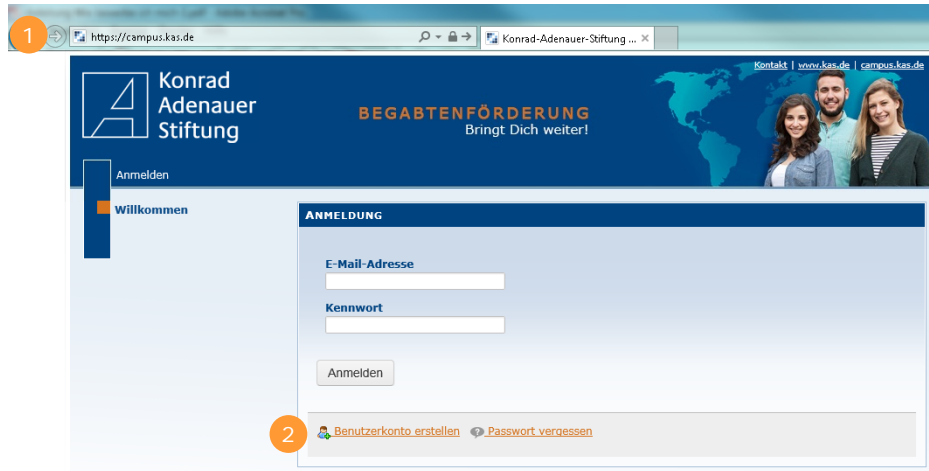 1
https://campus.kas.de
Konrad-Adenauer-Stiftung ...
Kontakt | www.kas.de | campus.kas.de
Konrad
Adenauer
Stiftung
BEGABTENFÖRDERUNG
Bringt Dich weiter!
Anmelden
Willkommen
ANMELDUNG
E-Mail-Adresse
Kennwort
Anmelden
2
Benutzerkonto erstellen Passwort vergessen